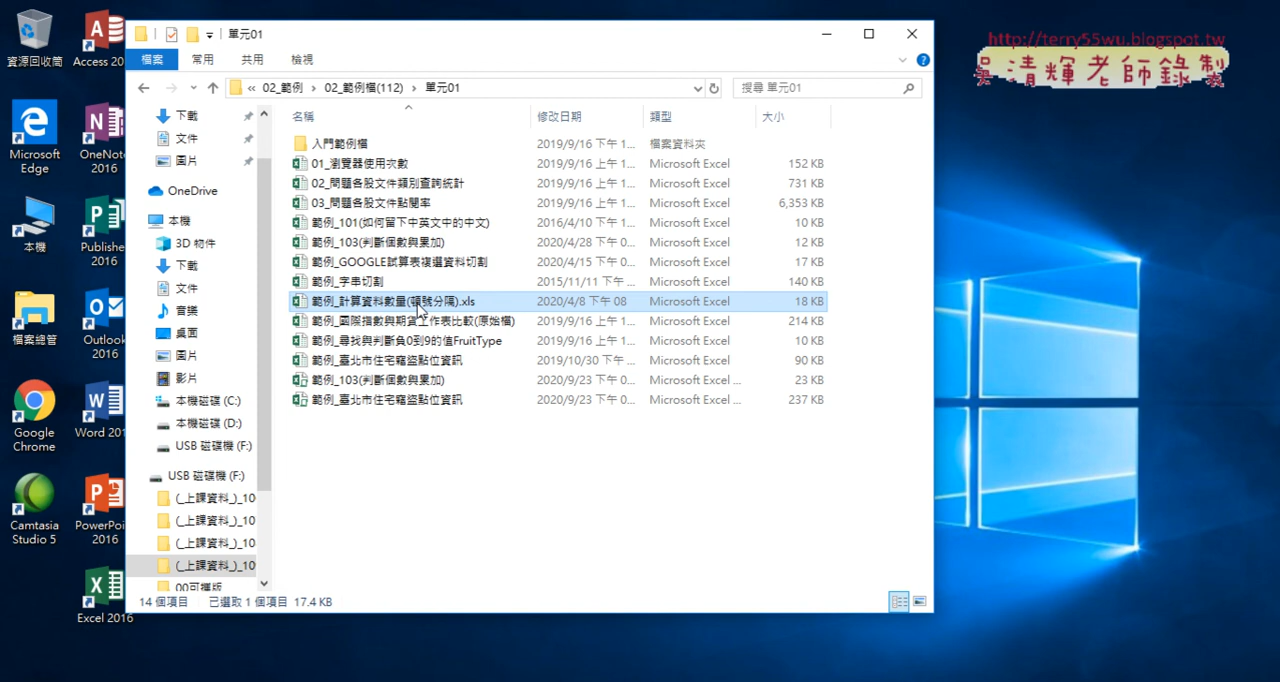 資源回收筒
Access 20
Microsoft
Edge
OneNot
2016
本機
Publishe
2016
檔案總管
Outlook
2016
Google
Chrome
Word 201
Camtasia
Studio 5
PowerPoi
2016
Excel 2016
單元01
檔案 常用 共用 檢視
« 02_範例 › 02_範例檔(112) › 單元01
搜尋 單元01
下載
文件
圖片
OneDrive
本機
3D 物件
下載
文件
音樂
桌面
圖片
影片
本機磁碟 (C:)
本機磁碟 (D:)
USB 磁碟機 (F:)
USB 磁碟機 (F:)
(_上課資料_)_10
(_上課資料_)_10
(_上課資料_)_10
(_上課資料_)_10
00可攜版
名稱 修改日期 類型 大小
入門範例檔 2019/9/16 下午 1... 檔案資料夾
01_瀏覽器使用次數 2019/9/16 上午 1... Microsoft Excel 152 KB
02_問題各股文件類別查詢統計 2019/9/16 上午 1... Microsoft Excel 731 KB
03_問題各股文件點閱率 2019/9/16 上午 1... Microsoft Excel 6,353 KB
範例_101(如何留下中英文中的中文) 2016/4/10 下午 1... Microsoft Excel 10 KB
範例_103(判斷個數與累加) 2020/4/28 下午 0... Microsoft Excel 12 KB
範例_GOOGLE試算表複選資料切割 2020/4/15 下午 0... Microsoft Excel 17 KB
範例_字串切割 2015/11/11 下午 ... Microsoft Excel 140 KB
範例_計算資料數量(頓號分隔).xls 2020/4/8 下午 08 Microsoft Excel 18 KB
範例_國際指數與期貨工作表比較(原始檔) 2019/9/16 上午 1... Microsoft Excel 214 KB
範例_尋找與判斷負0到9的值FruitType 2019/9/16 上午 1... Microsoft Excel 10 KB
範例_臺北市住宅竊盜點位資訊 2019/10/30 下午 ... Microsoft Excel 90 KB
範例_103(判斷個數與累加) 2020/9/23 下午 0... Microsoft Excel ... 23 KB
範例_臺北市住宅竊盜點位資訊 2020/9/23 下午 0... Microsoft Excel ... 237 KB
14 個項目 已選取 1 個項目 17.4 KB
http://terry55wu.blogspot.tw
吳清輝老師錄製